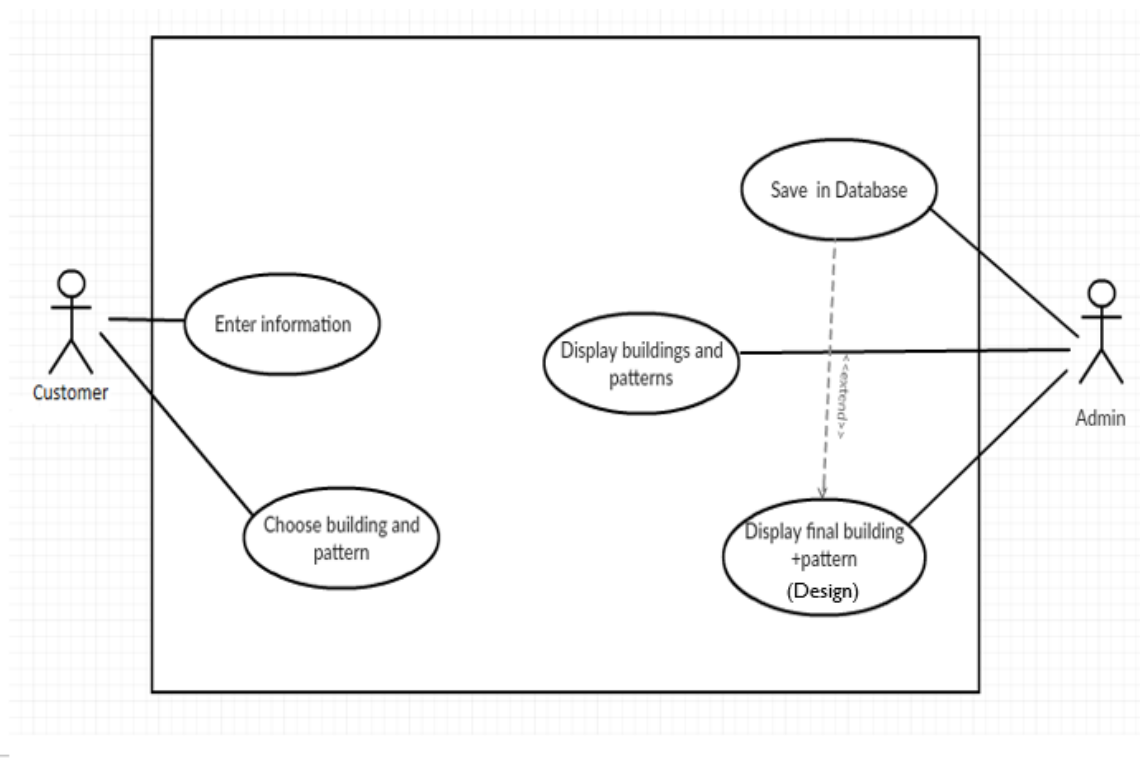 Save in Database
Enter information
Display buildings and
patterns
<<extend>>
Customer
Admin
Choose building and
pattern
Display final building
+pattern
(Design)